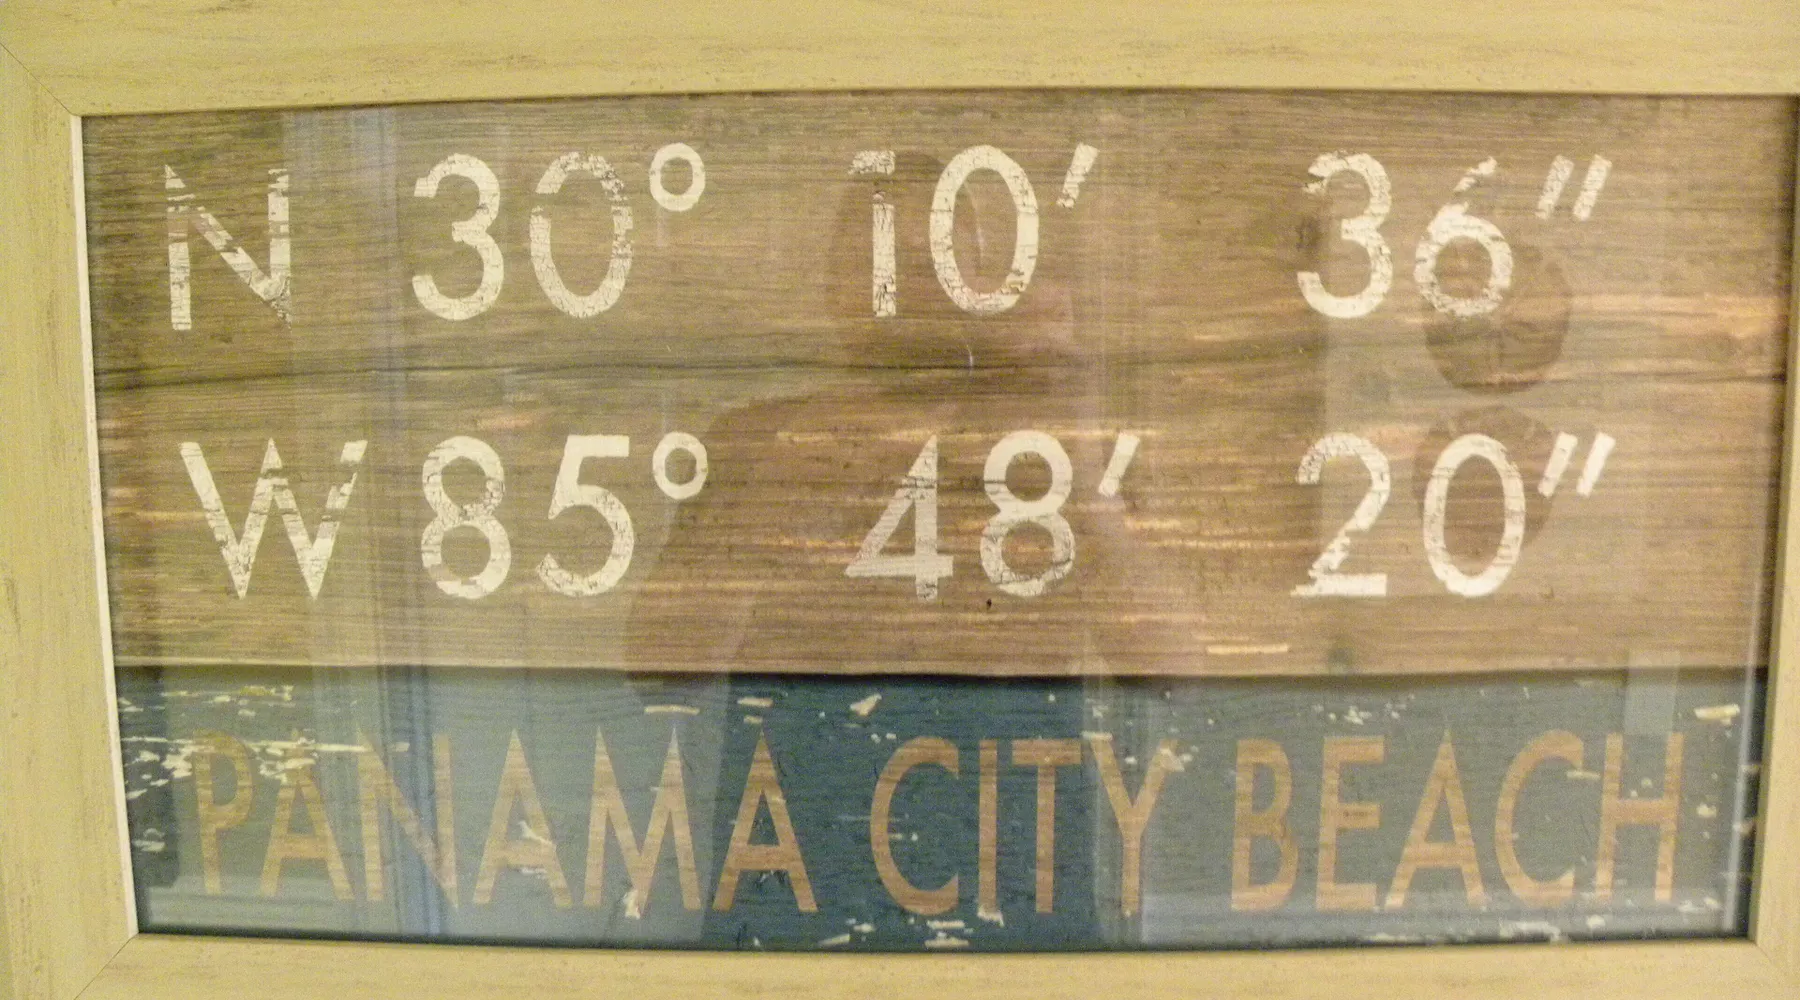 N 30° 10′ 36″
W 85° 48′ 20″
PANAMA CITY BEACH